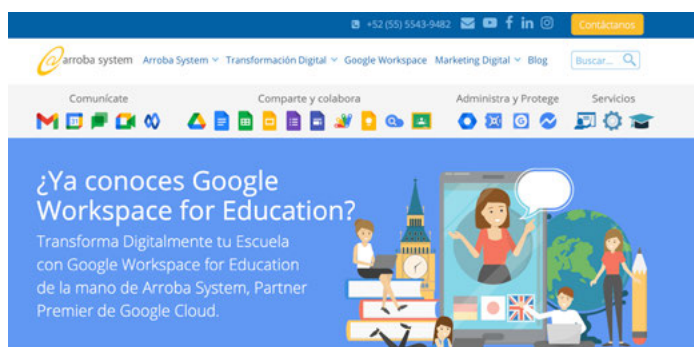 +52 (55) 5543-9482
Contáctanos
arroba system
Arroba System Transformación Digital Google Workspace Marketing Digital Blog
Buscar...
Comunícate Comparte y colabora Administra y Protege Servicios
31
¿Ya conoces Google
Workspace for Education?
Transforma Digitalmente tu Escuela
con Google Workspace for Education
de la mano de Arroba System, Partner
Premier de Google Cloud.